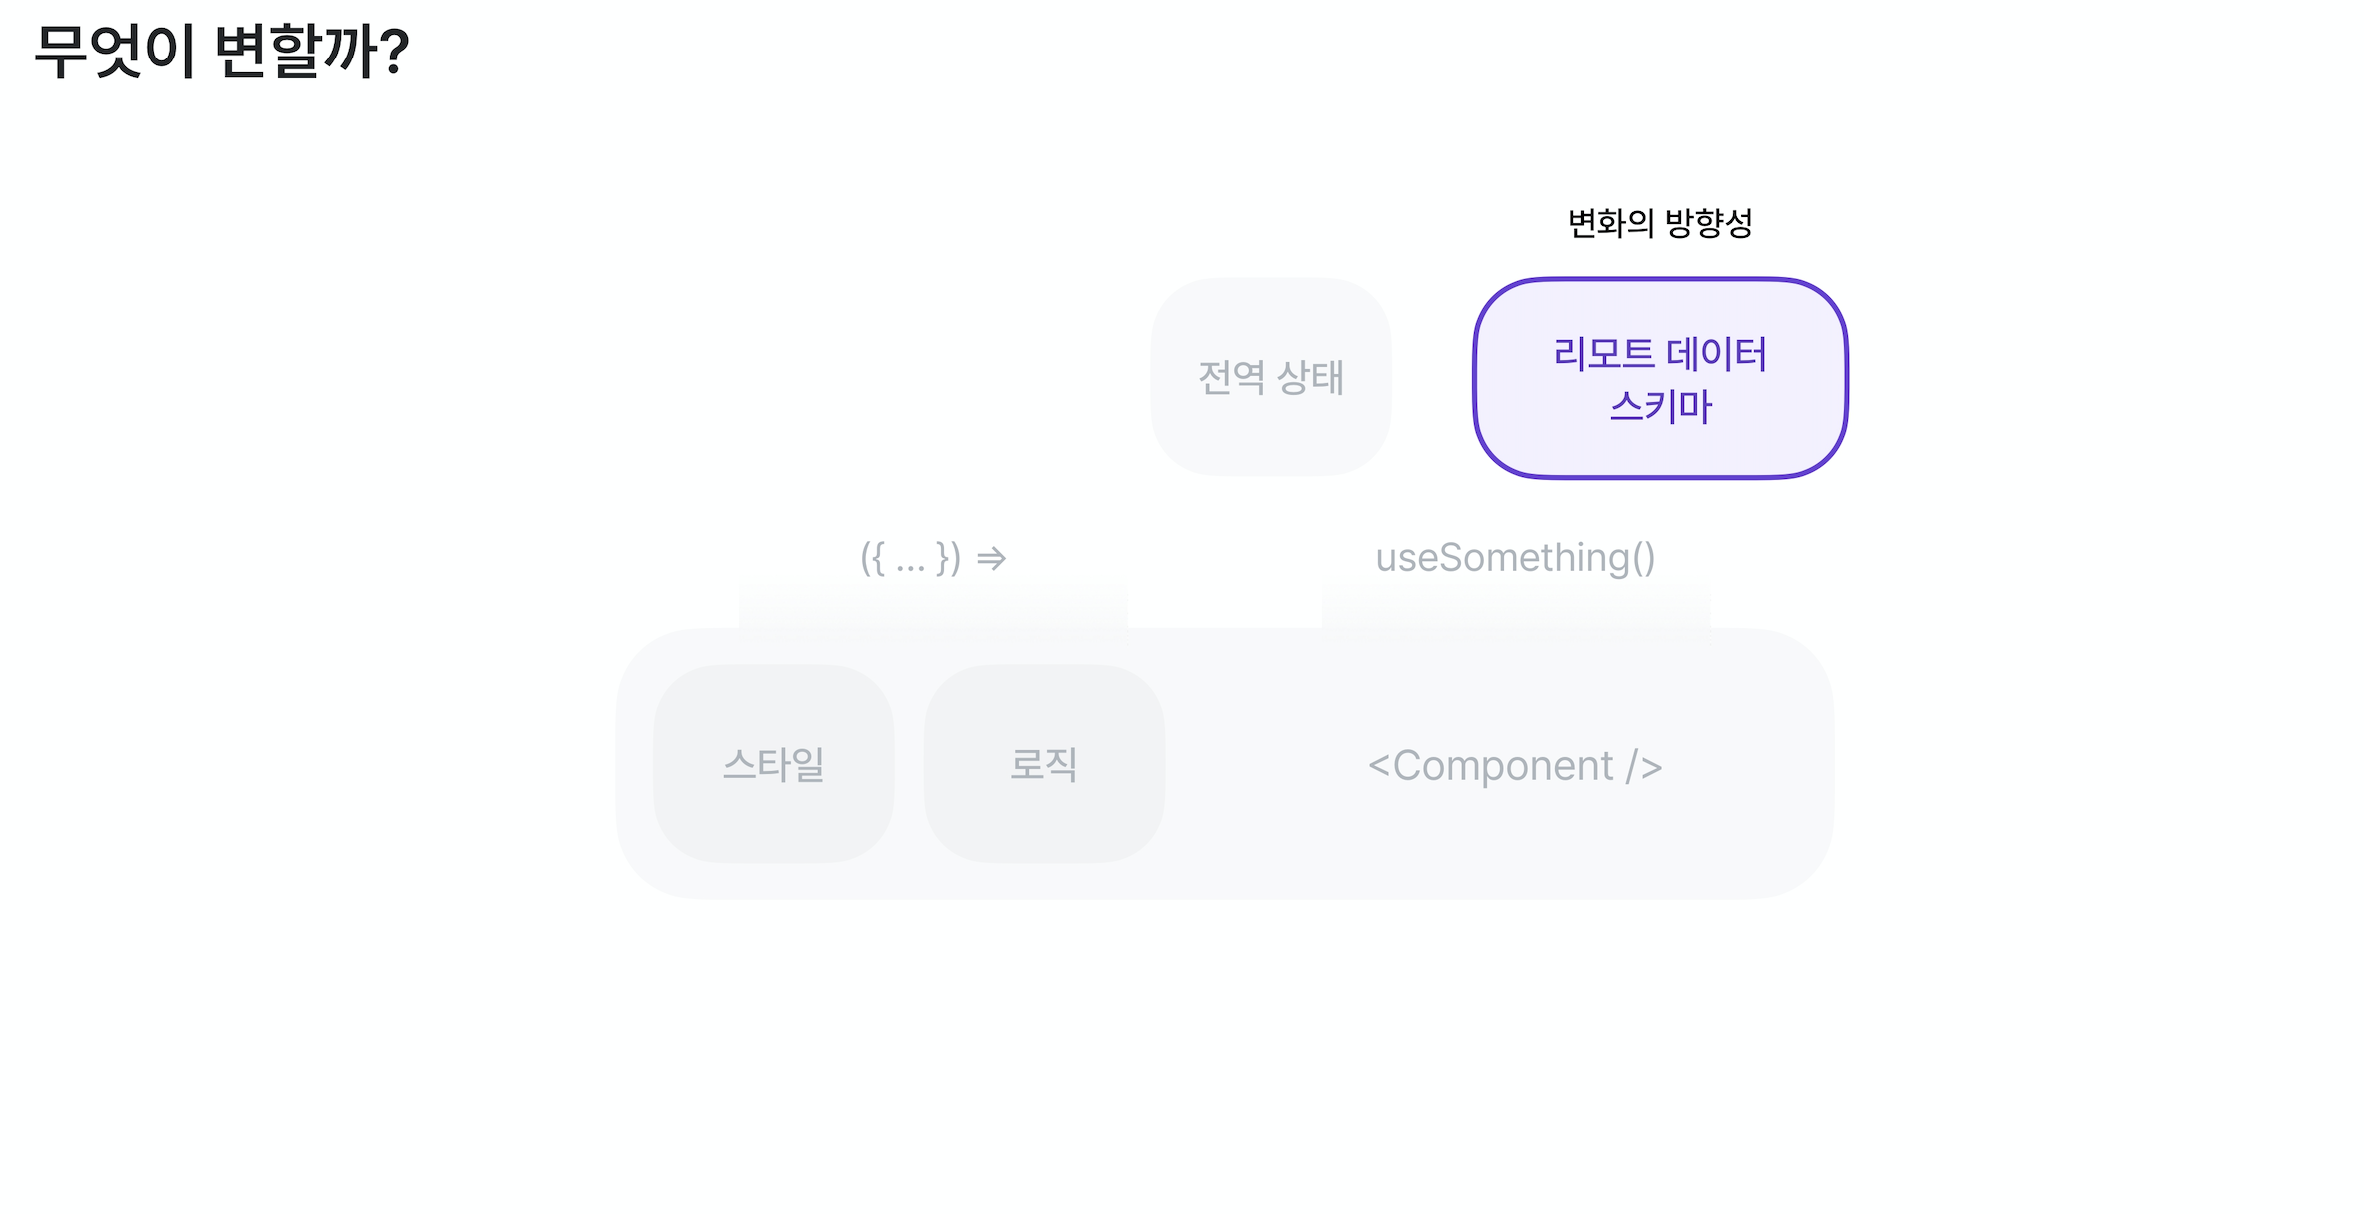 무엇이 변할까?
변화의 방향성
전역 상태
리모트 데이터
스키마
({ ... }) ⇒
useSomething()
스타일
로직
<Component />